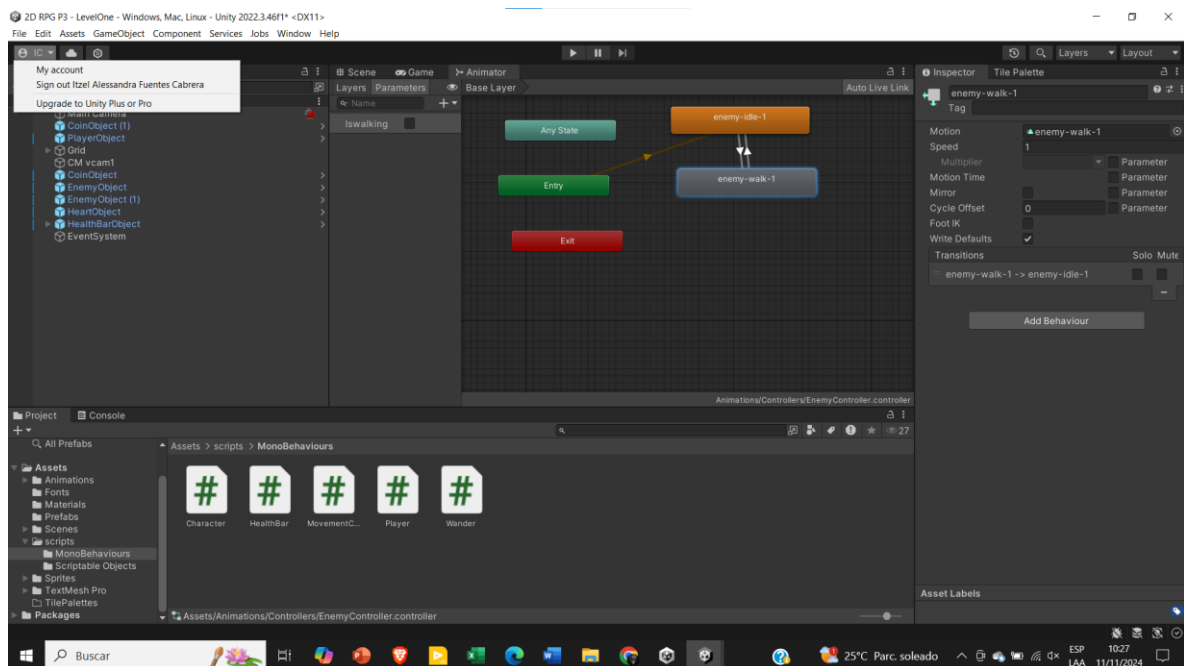 2D RPG P3 - LevelOne - Windows, Mac, Linux - Unity 2022.3.46f1* <DX11>
File Edit Assets GameObject Component Services Jobs Window Help
IC
Layers
Layout
My account
Sign out Itzel Alessandra Fuentes Cabrera
Upgrade to Unity Plus or Pro
Main Camera
CoinObject (1)
PlayerObject
Grid
CM vcam1
CoinObject
EnemyObject
EnemyObject (1)
HeartObject
HealthBarObject
EventSystem
Scene Game Animator
Layers Parameters Base Layer Auto Live Link
Name
Iswalking
Any State
enemy-idle-1
Entry
enemy-walk-1
Exit
Animations/Controllers/EnemyController.controller
Inspector Tile Palette
enemy-walk-1
Tag
Motion enemy-walk-1
Speed 1
Multiplier Parameter
Motion Time Parameter
Mirror Parameter
Cycle Offset 0 Parameter
Foot IK
Write Defaults
Transitions Solo Mute
enemy-walk-1 -> enemy-idle-1
Add Behaviour
Asset Labels
Project Console
27
All Prefabs
Assets
Animations
Fonts
Materials
Prefabs
Scenes
scripts
MonoBehaviours
Scriptable Objects
Sprites
TextMesh Pro
TilePalettes
Packages
Assets > scripts > MonoBehaviours
Character HealthBar MovementC... Player Wander
Assets/Animations/Controllers/EnemyController.controller
Buscar
25°C Parc. soleado
ESP
LAA
10:27
11/11/2024